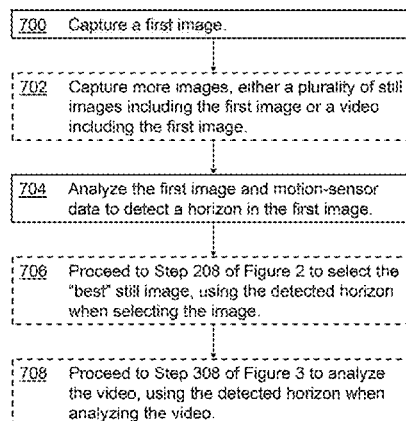 700 Capture a first image.
702 Capture more images, either a plurality of still
images including the first image or a video
including the first image.
704 Analyze the first image and motion-sensor
data to detect a horizon in the first image.
706 Proceed to Step 208 of Figure 2 to select the
"best" still image, using the detected horizon
when selecting the image.
708 Proceed to Step 308 of Figure 3 to analyze
the video, using the detected horizon when
analyzing the video.